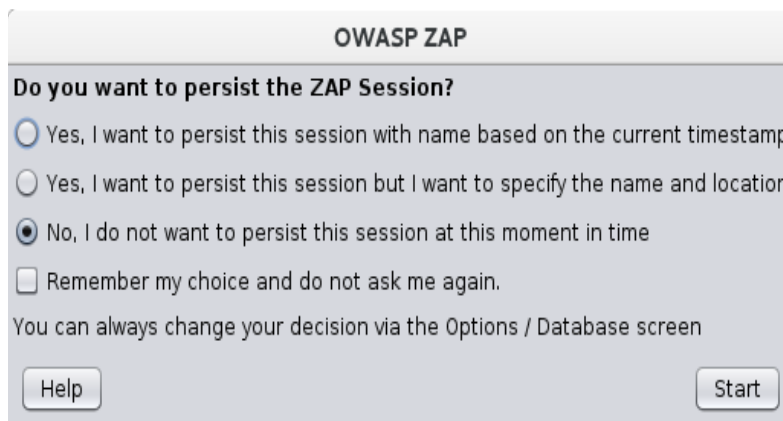 OWASP ZAP
Do you want to persist the ZAP Session?
Yes, I want to persist this session with name based on the current timestamp
Yes, I want to persist this session but I want to specify the name and location
No, I do not want to persist this session at this moment in time
Remember my choice and do not ask me again.
You can always change your decision via the Options / Database screen
Help
Start